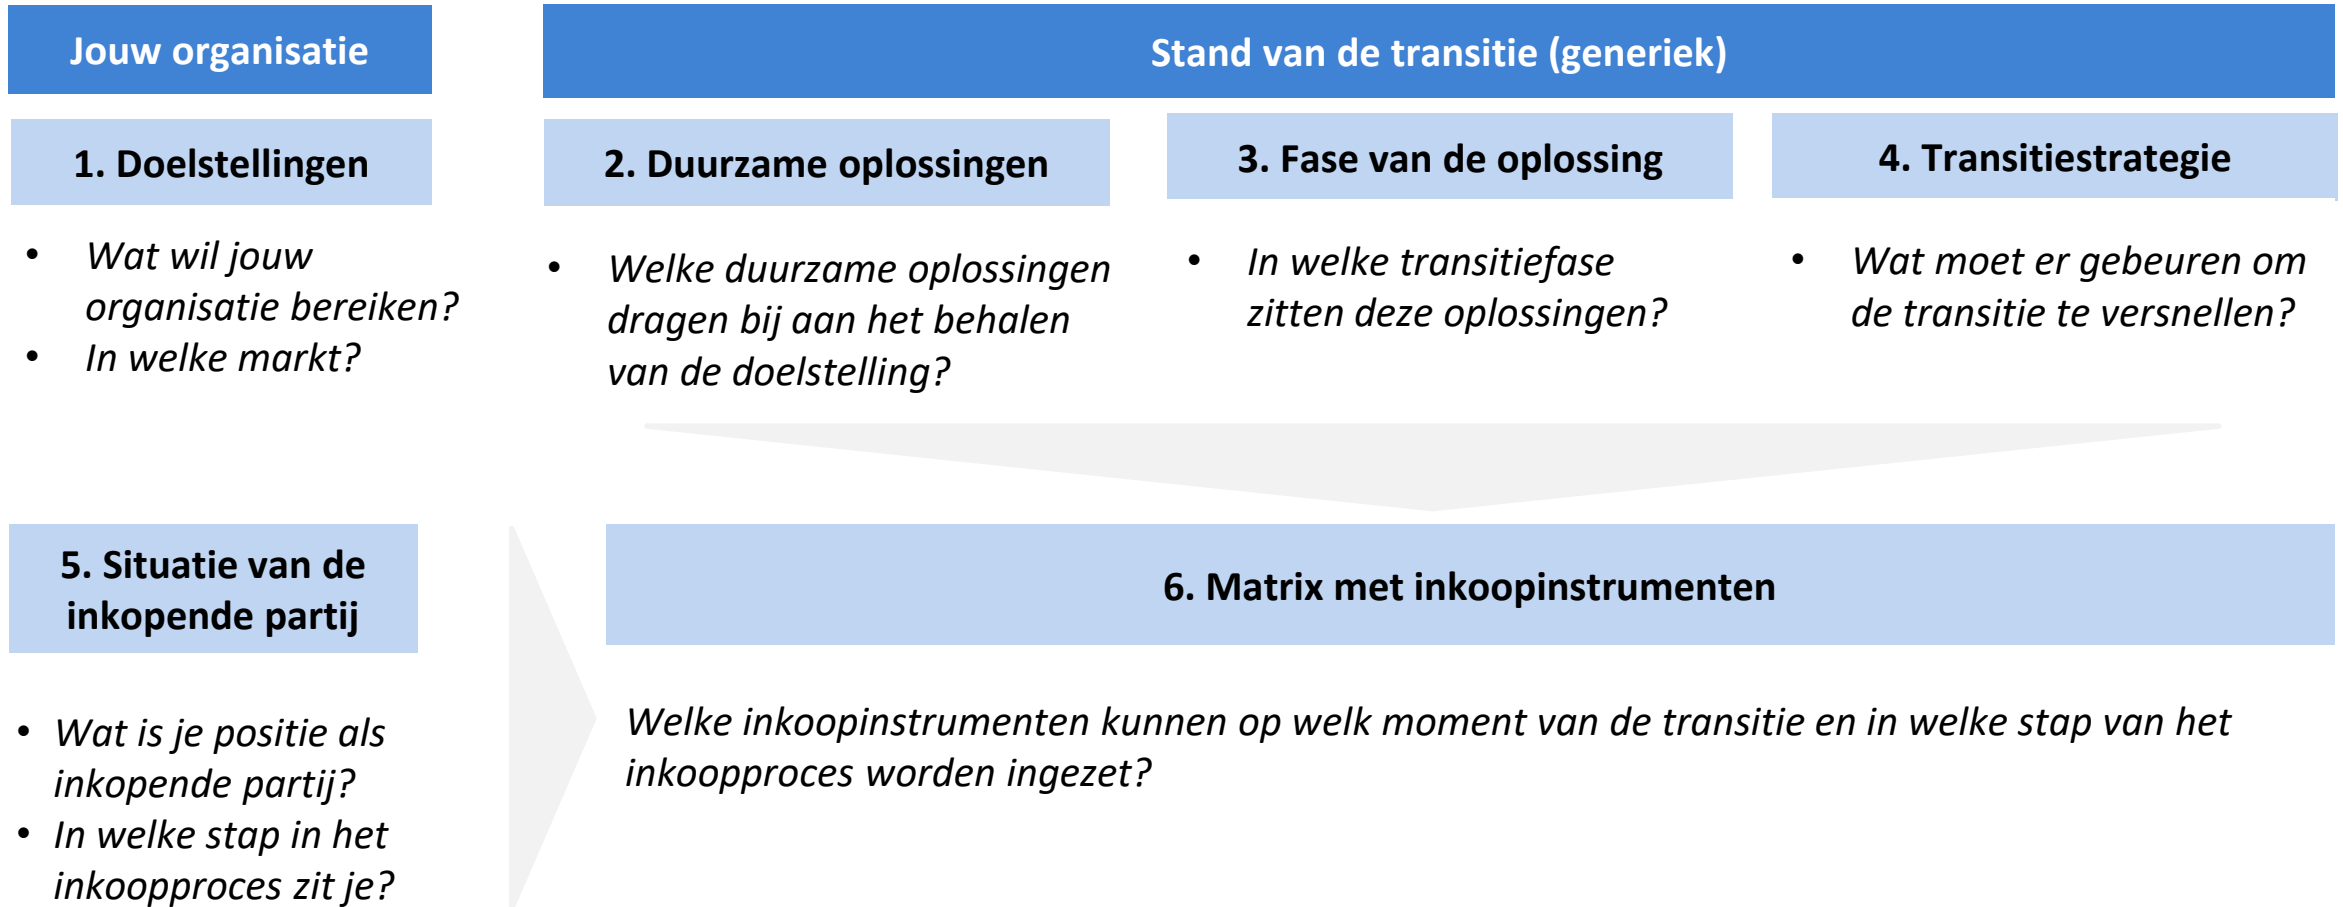 Jouw organisatie
Stand van de transitie (generiek)
1. Doelstellingen
• Wat wil jouw
organisatie bereiken?
• In welke markt?
2. Duurzame oplossingen
• Welke duurzame oplossingen
dragen bij aan het behalen
van de doelstelling?
3. Fase van de oplossing
• In welke transitiefase
zitten deze oplossingen?
4. Transitiestrategie
• Wat moet er gebeuren om
de transitie te versnellen?
5. Situatie van de
inkopende partij
• Wat is je positie als
inkopende partij?
• In welke stap in het
inkoopproces zit je?
6. Matrix met inkoopinstrumenten
Welke inkoopinstrumenten kunnen op welk moment van de transitie en in welke stap van het
inkoopproces worden ingezet?